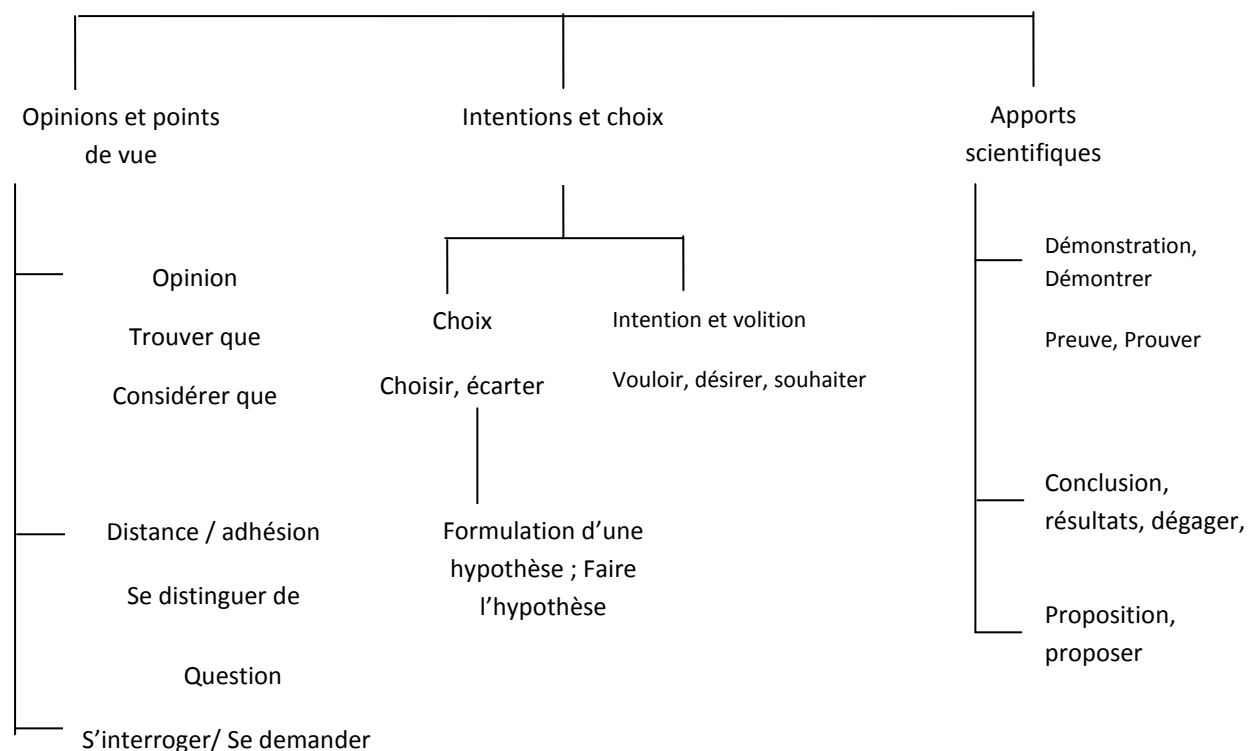 Opinions et points
de vue
Opinion
Trouver que
Considérer que
Distance / adhésion
Se distinguer de
Question
S'interroger/ Se demander
Intentions et choix
Choix
Choisir, écarter
Formulation d'une
hypothèse ; Faire
l'hypothèse
Intention et volition
Vouloir, désirer, souhaiter
Apports
scientifiques
Démonstration,
Démontrer
Preuve, Prouver
Conclusion,
résultats, dégager,
Proposition,
proposer